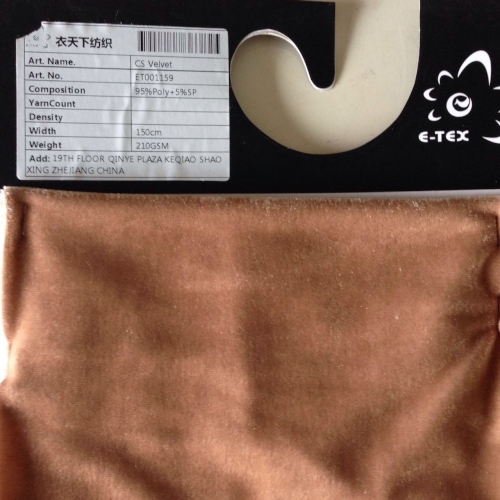 衣天下纺织
Art. Name. CS Velvet
Art. No. ET001159
Composition 95%Poly+5%SP
YarnCount
Density
Width 150cm
Weight 210GSM
Add: 19TH FLOOR QINYE PLAZA KEQIAO SHAO
XING ZHEJIANG CHINA
E-TEX